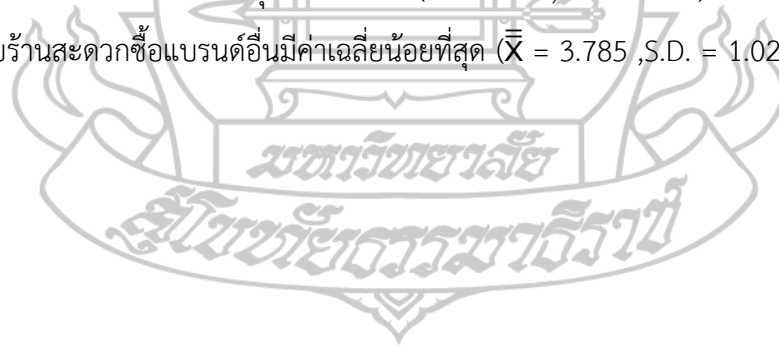 บร้านสะดวกซื้อแบรนด์อื่นมีค่าเฉลี่ยน้อยที่สุด (X̿ = 3.785 ,S.D. = 1.02
มหาวิทยาลัย
สุโขทัยธรรมาธิราช